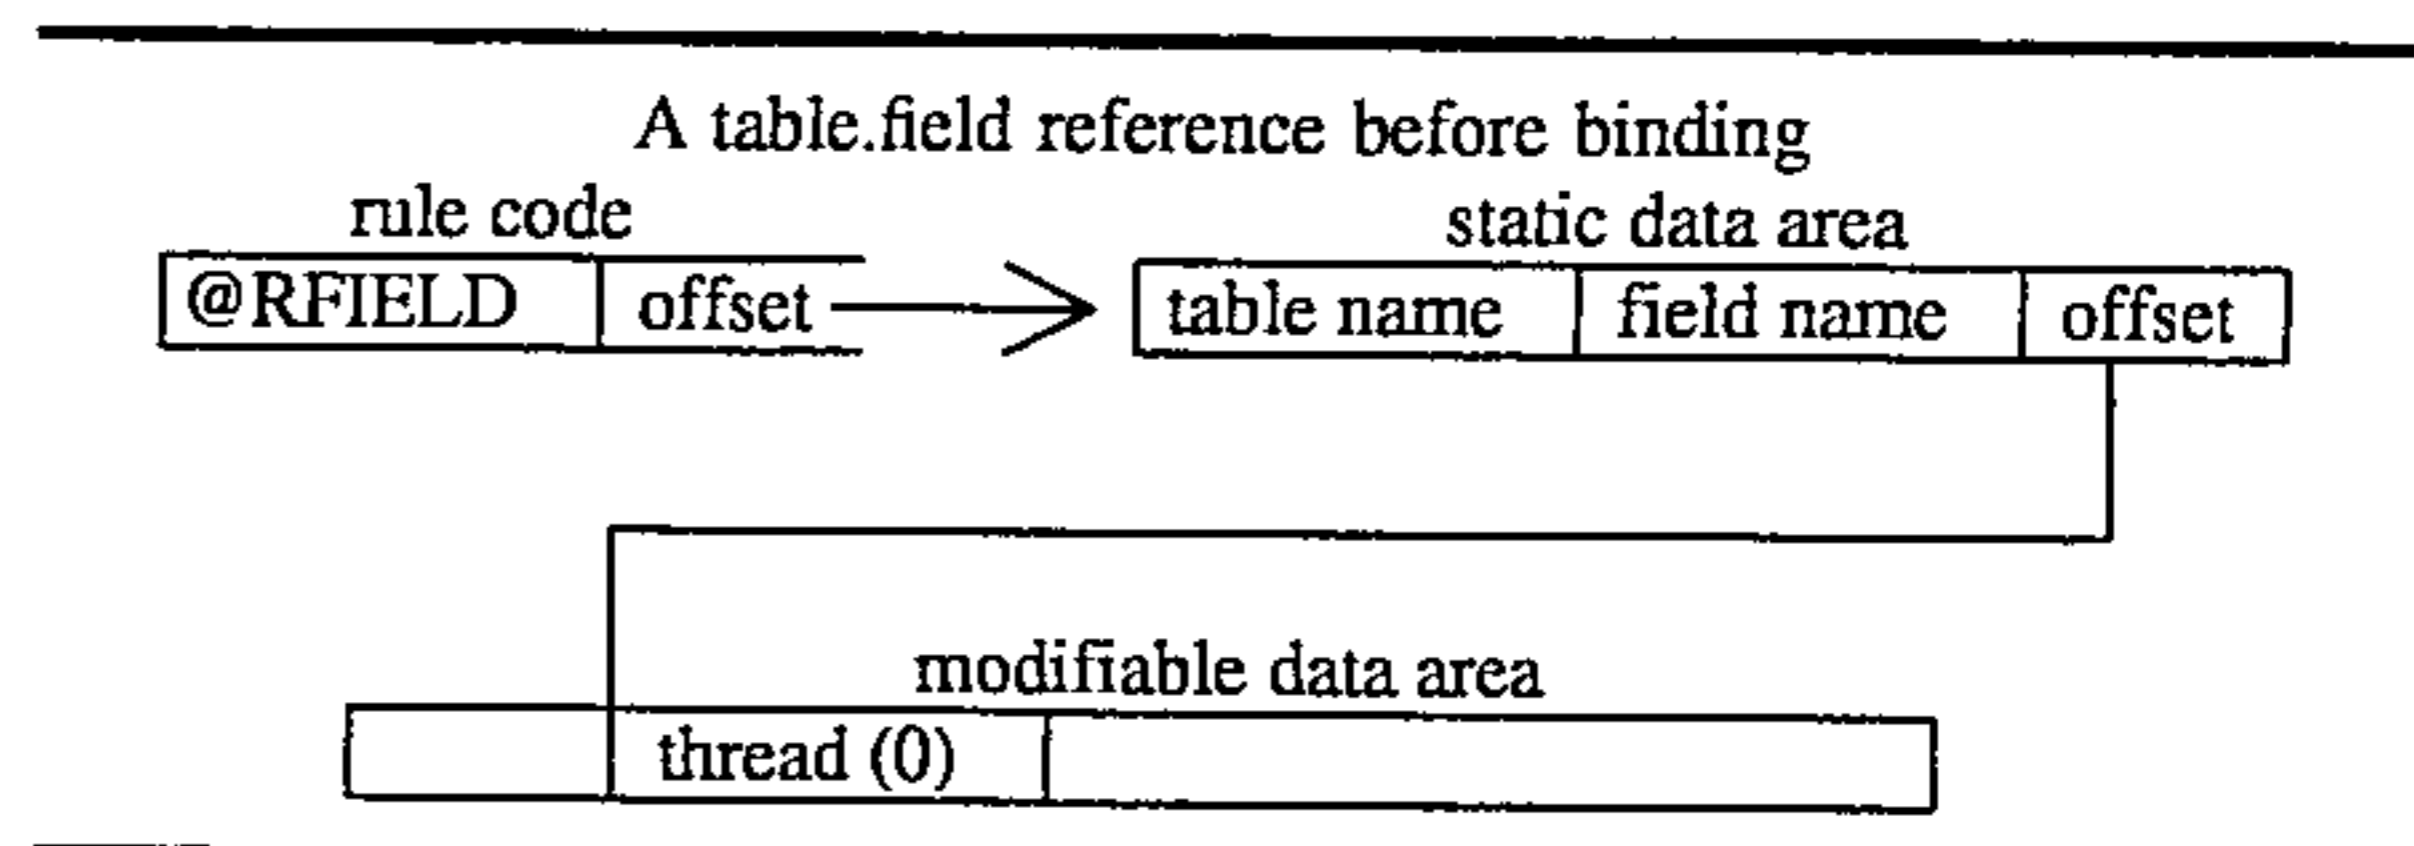 A table.field reference before binding
rule code
static data area
@RFIELD offset table name field name offset
modifiable data area
thread (0)